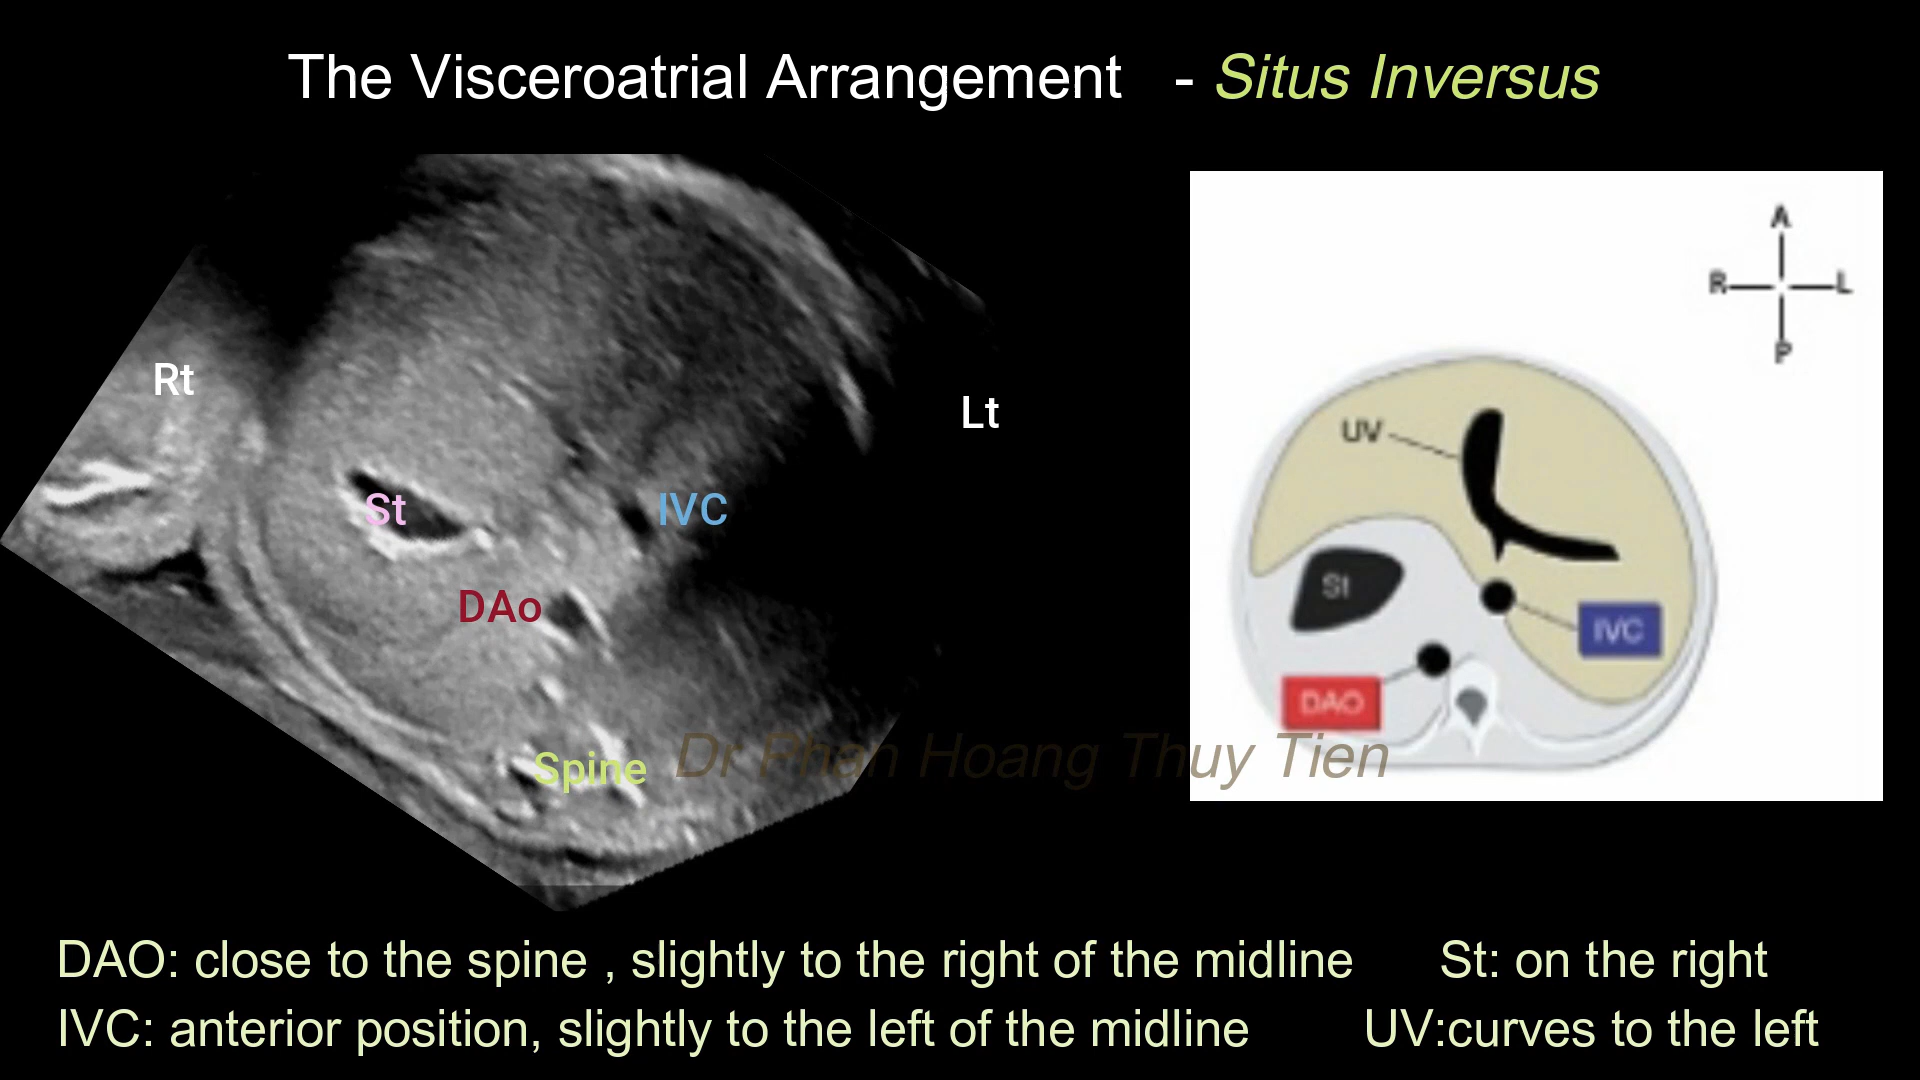 The Visceroatrial Arrangement - Situs Inversus
Rt
Lt
St
IVC
DAo
Spine
A
R L
P
UV
St
IVC
DAO
Dr Phan Hoang Thuy Tien
DAO: close to the spine , slightly to the right of the midline St: on the right
IVC: anterior position, slightly to the left of the midline UV:curves to the left